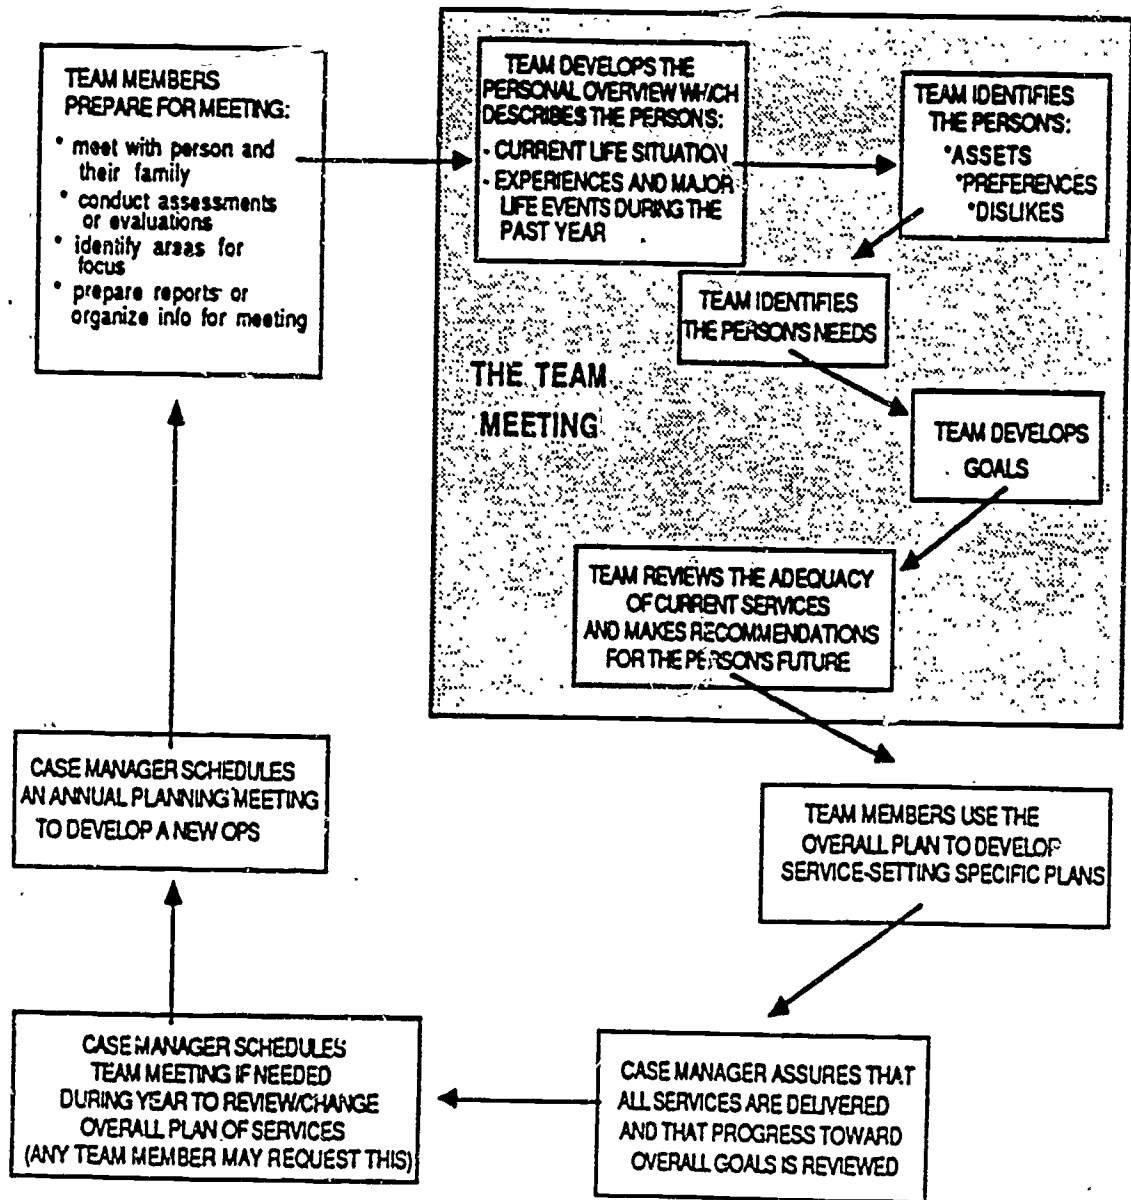 TEAM MEMBERS
PREPARE FOR MEETING:
* meet with person and
their family
* conduct assessments
or evaluations
* identify areas for
focus
* prepare reports or
organize info for meeting
TEAM DEVELOPS THE
PERSONAL OVERVIEW WHICH
DESCRIBES THE PERSON'S:
- CURRENT LIFE SITUATION
- EXPERIENCES AND MAJOR
LIFE EVENTS DURING THE
PAST YEAR
TEAM IDENTIFIES
THE PERSON'S:
*ASSETS
*PREFERENCES
*DISLIKES
TEAM IDENTIFIES
THE PERSON'S NEEDS
THE TEAM
MEETING
TEAM DEVELOPS
GOALS
TEAM REVIEWS THE ADEQUACY
OF CURRENT SERVICES
AND MAKES RECOMMENDATIONS
FOR THE PERSON'S FUTURE
TEAM MEMBERS USE THE
OVERALL PLAN TO DEVELOP
SERVICE-SETTING SPECIFIC PLANS
CASE MANAGER ASSURES THAT
ALL SERVICES ARE DELIVERED
AND THAT PROGRESS TOWARD
OVERALL GOALS IS REVIEWED
CASE MANAGER SCHEDULES
TEAM MEETING IF NEEDED
DURING YEAR TO REVIEW/CHANGE
OVERALL PLAN OF SERVICES
(ANY TEAM MEMBER MAY REQUEST THIS)
CASE MANAGER SCHEDULES
AN ANNUAL PLANNING MEETING
TO DEVELOP A NEW OPS